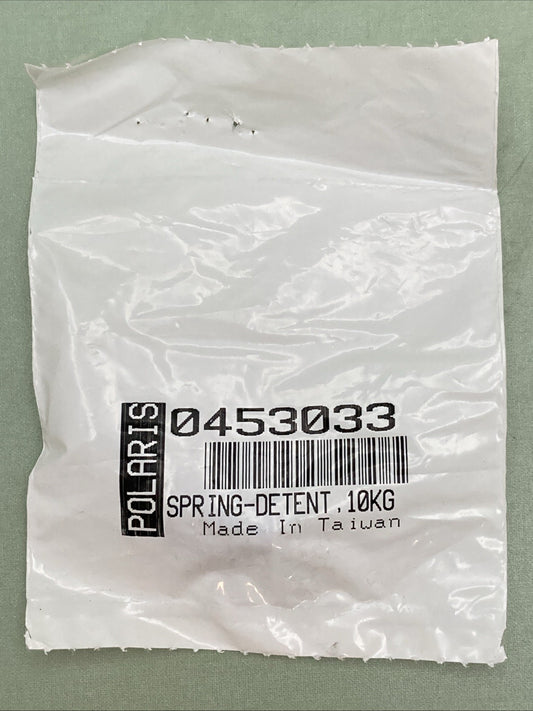 POLARIS
0453033
SPRING-DETENT,10KG
Made In Taiwan